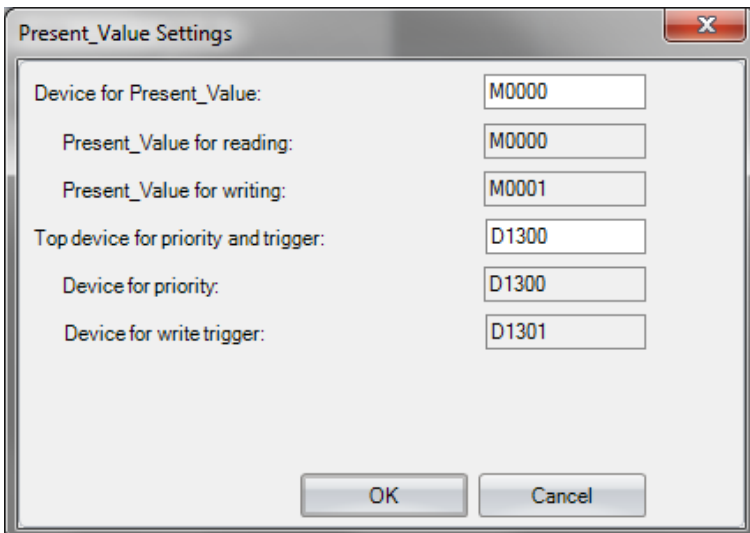 Present_Value Settings
Device for Present_Value: M0000
Present_Value for reading: M0000
Present_Value for writing: M0001
Top device for priority and trigger: D1300
Device for priority: D1300
Device for write trigger: D1301
OK Cancel